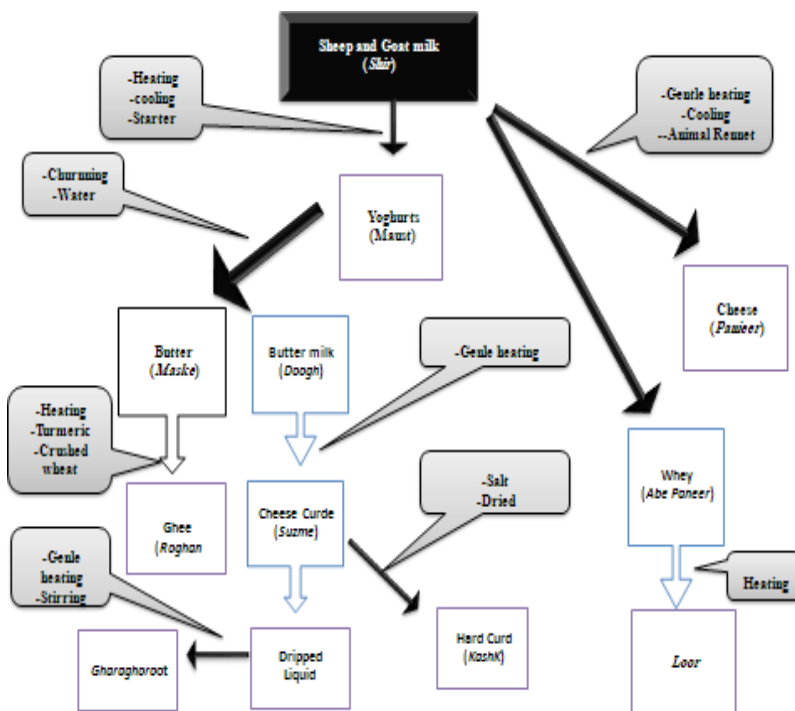 Sheep and Goat milk
(Shir)
-Heating
-cooling
-Starter
-Gentle heating
-Cooling
--Animal Rennet
-Churnning
-Water
Yoghurts
(Maust)
Cheese
(Panieer)
Butter
(Maske)
Butter milk
(Doogh)
-Genle heating
-Heating
-Turmeric
-Crushed
wheat
Whey
(Abe Paneer)
-Salt
-Dried
Ghee
(Roghan
Cheese Curde
(Suzme)
-Genle
heating
-Stirring
Heating
Gharaghoroot
Dripped
Liquid
Hard Curd
(KashK)
Loor